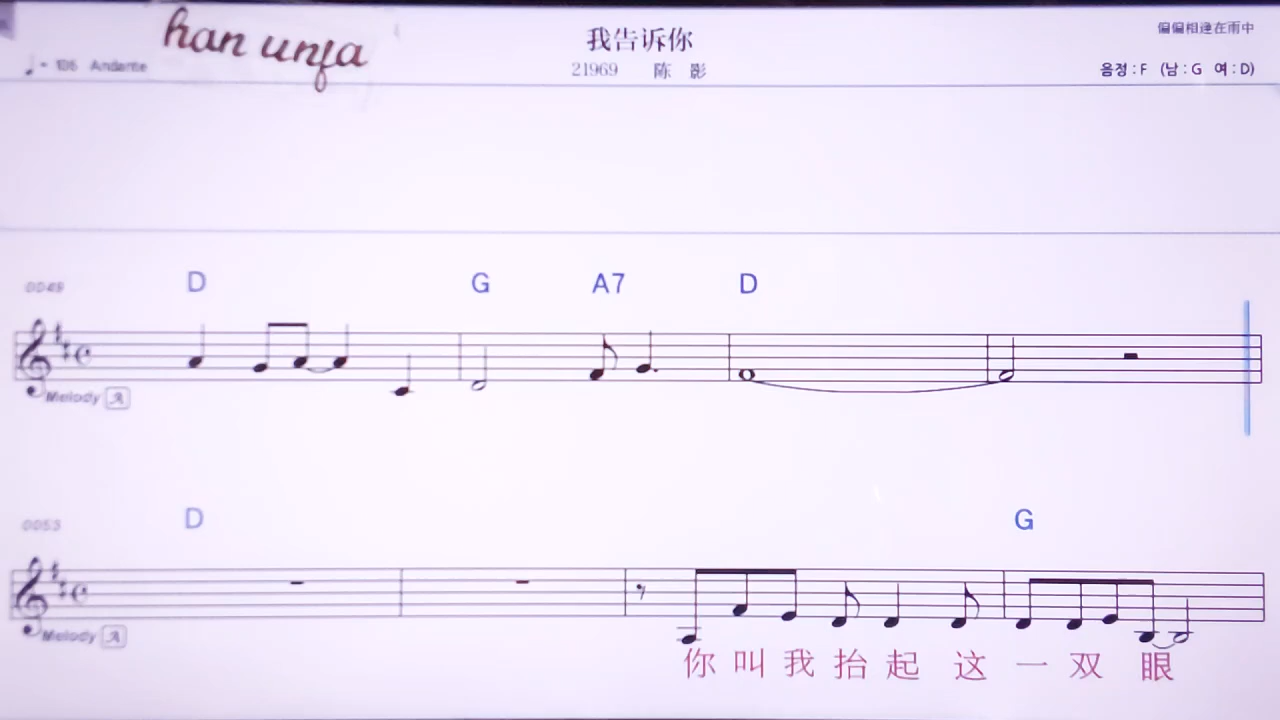 han unfa
我告诉你
偏偏相逢在雨中
♩ = 106 Andante
21969 陈 影
음정 : F (남 : G 여 : D)
0049
D G A7 D
Melody A
0053
D G
Melody A
你 叫 我 抬 起 这 一 双 眼